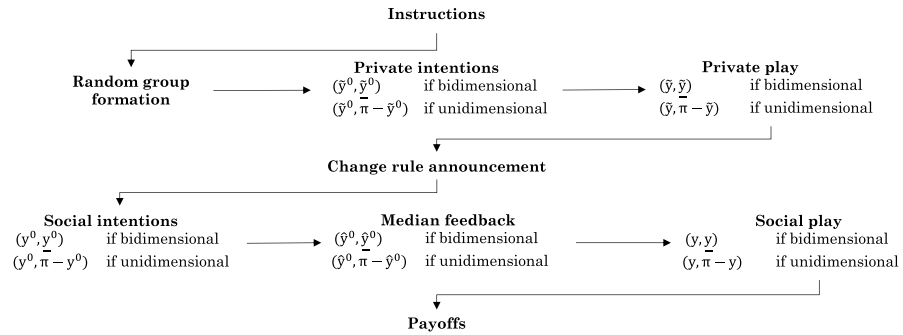 Instructions
Random group
formation
Private intentions
(ỹ⁰, ỹ̲⁰) if bidimensional
(ỹ⁰, π − ỹ⁰) if unidimensional
Private play
(ỹ, ỹ̲) if bidimensional
(ỹ, π − ỹ) if unidimensional
Change rule announcement
Social intentions
(y⁰, y̲⁰) if bidimensional
(y⁰, π − y⁰) if unidimensional
Median feedback
(ŷ⁰, ŷ̲⁰) if bidimensional
(ŷ⁰, π − ŷ⁰) if unidimensional
Social play
(y, y̲) if bidimensional
(y, π − y) if unidimensional
Payoffs